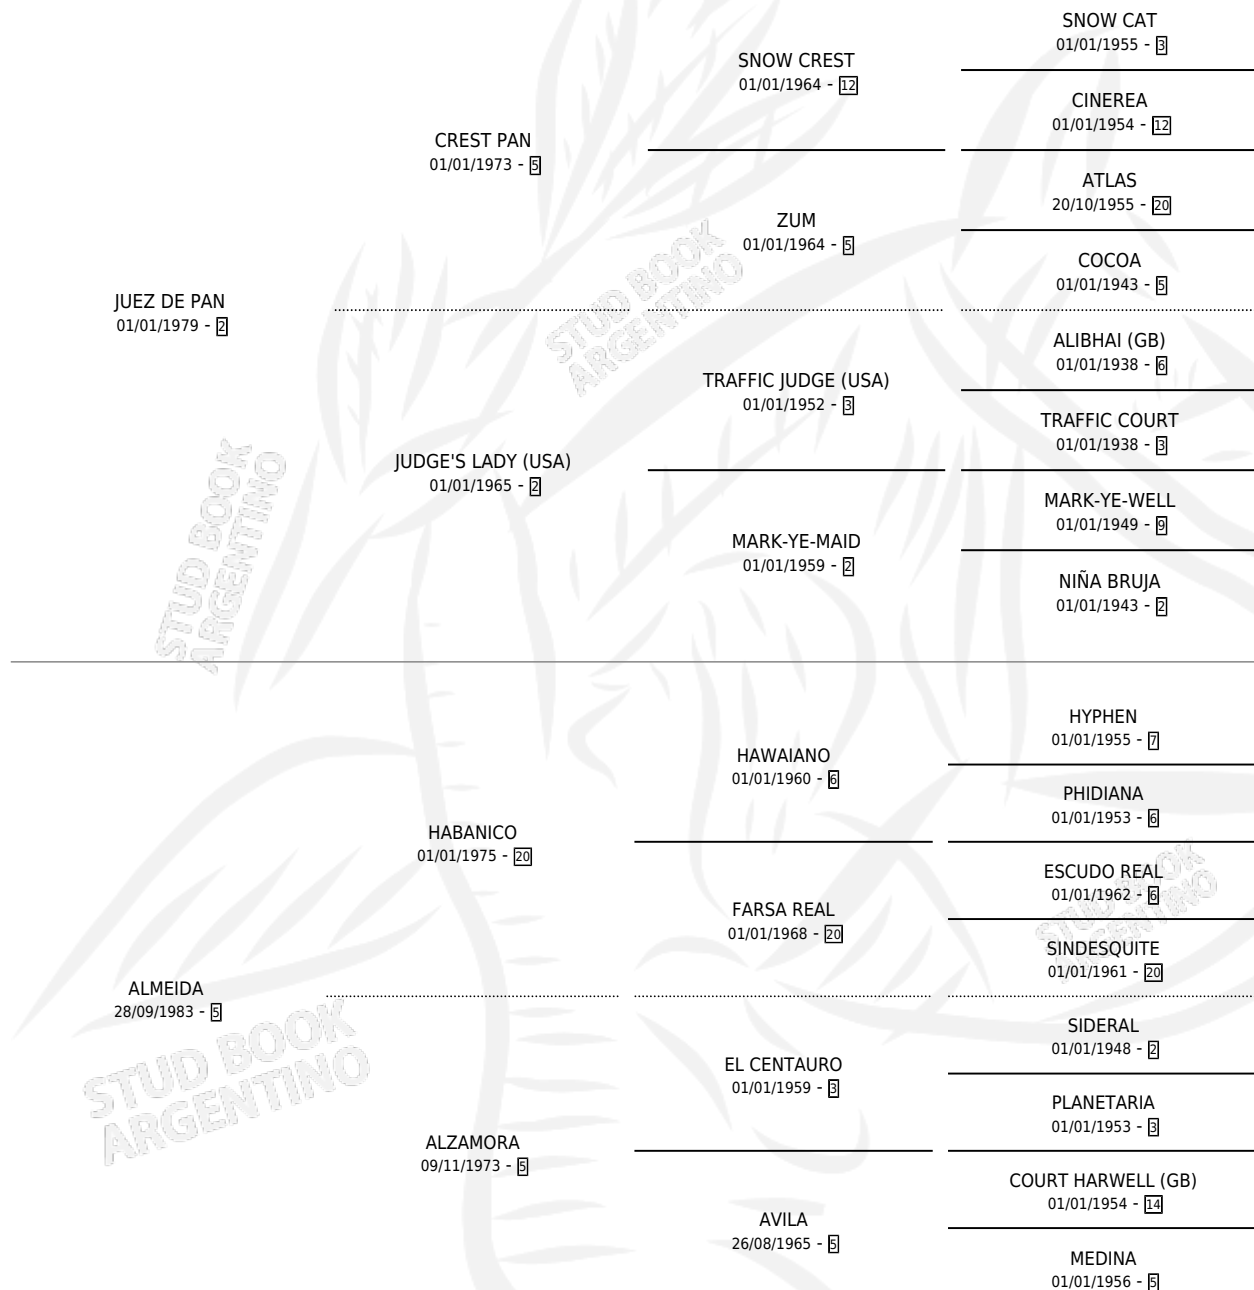 SNOW CAT
01/01/1955 - 3
SNOW CREST
01/01/1964 - 12
CINEREA
01/01/1954 - 12
CREST PAN
01/01/1973 - 5
ATLAS
20/10/1955 - 20
ZUM
01/01/1964 - 5
COCOA
01/01/1943 - 5
JUEZ DE PAN
01/01/1979 - 2
STUD BOOK
ARGENTINO
ALIBHAI (GB)
01/01/1938 - 6
TRAFFIC JUDGE (USA)
01/01/1952 - 3
TRAFFIC COURT
01/01/1938 - 3
JUDGE'S LADY (USA)
01/01/1965 - 2
MARK-YE-WELL
01/01/1949 - 9
MARK-YE-MAID
01/01/1959 - 2
NIÑA BRUJA
01/01/1943 - 2
STUD BOOK
ARGENTINO
HYPHEN
01/01/1955 - 7
HAWAIANO
01/01/1960 - 6
PHIDIANA
01/01/1953 - 6
HABANICO
01/01/1975 - 20
ESCUDO REAL
01/01/1962 - 6
FARSA REAL
01/01/1968 - 20
STUD BOOK
ARGENTINO
SINDESQUITE
01/01/1961 - 20
ALMEIDA
28/09/1983 - 5
STUD BOOK
ARGENTINO
SIDERAL
01/01/1948 - 2
EL CENTAURO
01/01/1959 - 3
PLANETARIA
01/01/1953 - 3
ALZAMORA
09/11/1973 - 5
COURT HARWELL (GB)
01/01/1954 - 14
AVILA
26/08/1965 - 5
MEDINA
01/01/1956 - 5